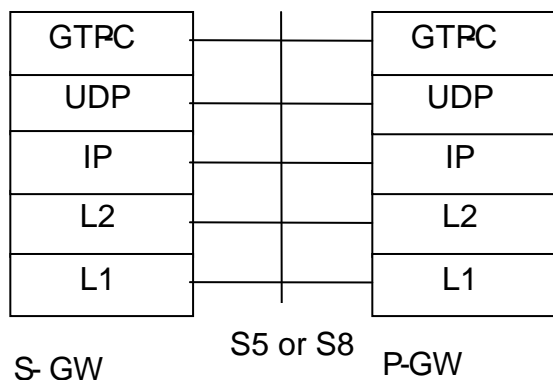 GTP-C GTP-C
UDP UDP
IP IP
L2 L2
L1 L1
S5 or S8
S- GW P-GW